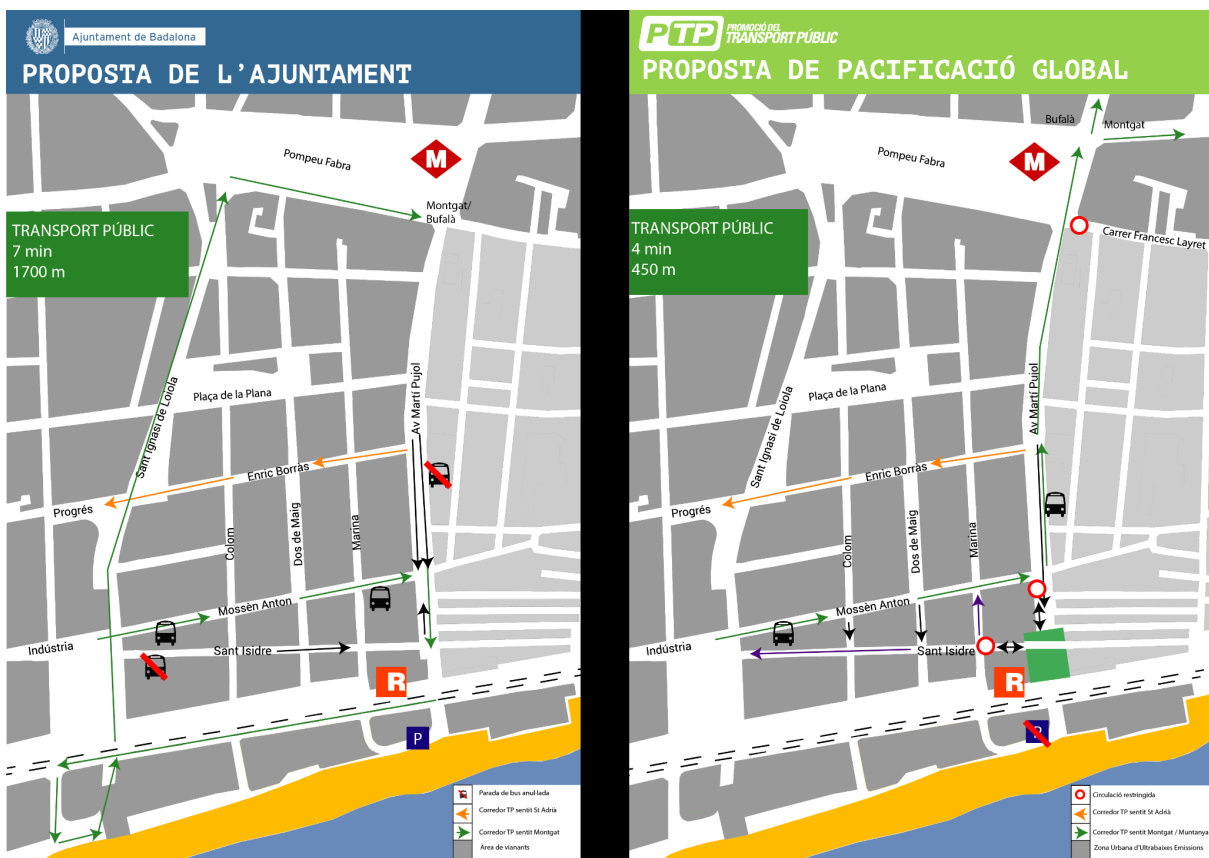 Ajuntament de Badalona
PROPOSTA DE L'AJUNTAMENT
Pompeu Fabra
M
Montgat/
Bufalà
TRANSPORT PÚBLIC
7 min
1700 m
Sant Ignasi de Loiola
Plaça de la Plana
Av Martí Pujol
Enric Borràs
Progrés
Colom
Dos de Maig
Marina
Mossèn Anton
Indústria
Sant Isidre
R
P
Parada de bus anul·lada
Corredor TP sentit St Adrià
Corredor TP sentit Montgat
Àrea de vianants
PTP PROMOCIÓ DEL
TRANSPORT PÚBLIC
PROPOSTA DE PACIFICACIÓ GLOBAL
Bufalà
Montgat
Pompeu Fabra
M
Carrer Francesc Layret
TRANSPORT PÚBLIC
4 min
450 m
Sant Ignasi de Loiola
Plaça de la Plana
Av Martí Pujol
Enric Borràs
Progrés
Colom
Dos de Maig
Marina
Mossèn Anton
Indústria
Sant Isidre
R
P
Circulació restringida
Corredor TP sentit St Adrià
Corredor TP sentit Montgat / Muntanya
Zona Urbana d'Ultrabaixes Emissions